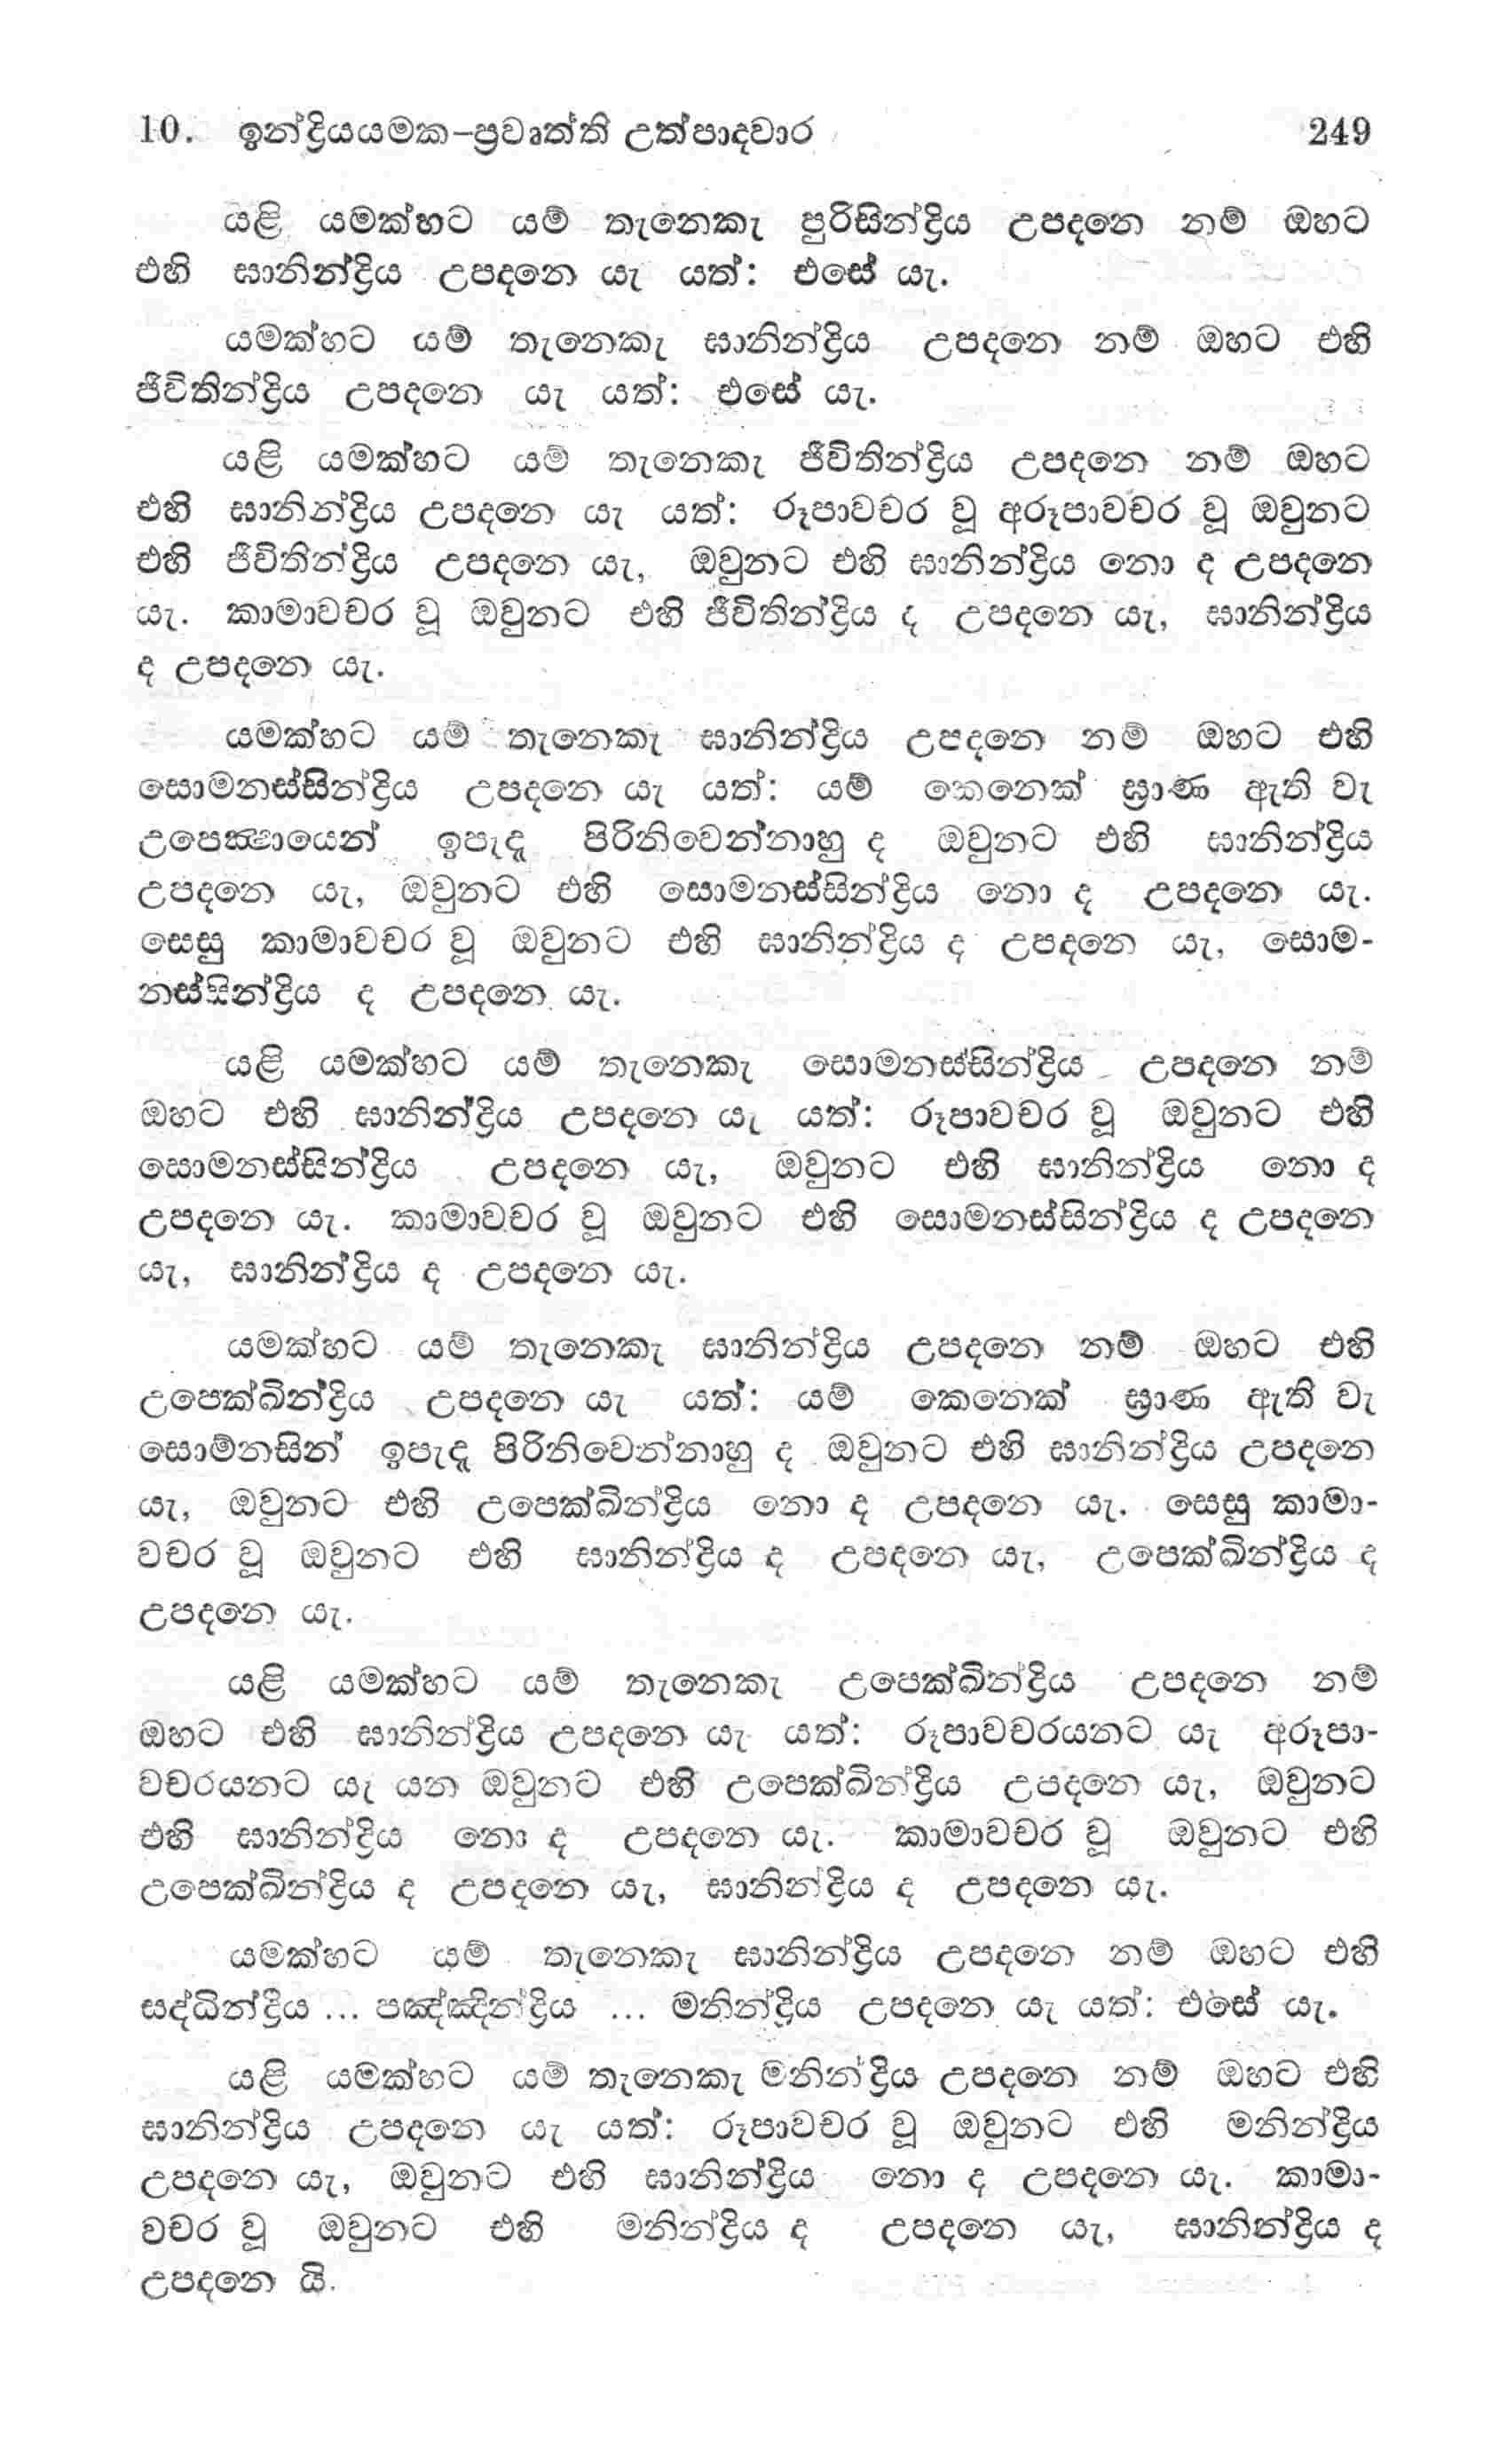 10. ඉන්ද්‍රියයමක-ප්‍රවෘත්ති උත්පාදවාර 249
යළි යමක්හට යම් තැනෙකැ පුරිසින්ද්‍රිය උපදනෙ නම් ඔහට
එහි ඝානින්ද්‍රිය උපදනෙ යැ යත්: එසේ යැ.
යමක්හට යම් තැනෙකැ ඝානින්ද්‍රිය උපදනෙ නම් ඔහට එහි
ජීවිතින්ද්‍රිය උපදනෙ යැ යත්: එසේ යැ.
යළි යමක්හට යම් තැනෙකැ ජීවිතින්ද්‍රිය උපදනෙ නම් ඔහට
එහි ඝානින්ද්‍රිය උපදනෙ යැ යත්: රූපාවචර වූ අරූපාවචර වූ ඔවුනට
එහි ජීවිතින්ද්‍රිය උපදනෙ යැ, ඔවුනට එහි ඝානින්ද්‍රිය නො ද උපදනෙ
යැ. කාමාවචර වූ ඔවුනට එහි ජීවිතින්ද්‍රිය ද උපදනෙ යැ, ඝානින්ද්‍රිය
ද උපදනෙ යැ.
යමක්හට යම් තැනෙකැ ඝානින්ද්‍රිය උපදනෙ නම් ඔහට එහි
සොමනස්සින්ද්‍රිය උපදනෙ යැ යත්: යම් කෙනෙක් ඝ්‍රාණ ඇති වැ
උපෙක්‍ෂායෙන් ඉපැදූ පිරිනිවෙන්නාහු ද ඔවුනට එහි ඝානින්ද්‍රිය
උපදනෙ යැ, ඔවුනට එහි සොමනස්සින්ද්‍රිය නො ද උපදනෙ යැ.
සෙසු කාමාවචර වූ ඔවුනට එහි ඝානින්ද්‍රිය ද උපදනෙ යැ, සොම-
නස්සින්ද්‍රිය ද උපදනෙ යැ.
යළි යමක්හට යම් තැනෙකැ සොමනස්සින්ද්‍රිය උපදනෙ නම්
ඔහට එහි ඝානින්ද්‍රිය උපදනෙ යැ යත්: රූපාවචර වූ ඔවුනට එහි
සොමනස්සින්ද්‍රිය උපදනෙ යැ, ඔවුනට එහි ඝානින්ද්‍රිය නො ද
උපදනෙ යැ. කාමාවචර වූ ඔවුනට එහි සොමනස්සින්ද්‍රිය ද උපදනෙ
යැ, ඝානින්ද්‍රිය ද උපදනෙ යැ.
යමක්හට යම් තැනෙකැ ඝානින්ද්‍රිය උපදනෙ නම් ඔහට එහි
උපෙක්ඛින්ද්‍රිය උපදනෙ යැ යත්: යම් කෙනෙක් ඝ්‍රාණ ඇති වැ
සොම්නසින් ඉපැදූ පිරිනිවෙන්නාහු ද ඔවුනට එහි ඝානින්ද්‍රිය උපදනෙ
යැ, ඔවුනට එහි උපෙක්ඛින්ද්‍රිය නො ද උපදනෙ යැ. සෙසු කාමා-
වචර වූ ඔවුනට එහි ඝානින්ද්‍රිය ද උපදනෙ යැ, උපෙක්ඛින්ද්‍රිය ද
උපදනෙ යැ.
යළි යමක්හට යම් තැනෙකැ උපෙක්ඛින්ද්‍රිය උපදනෙ නම්
ඔහට එහි ඝානින්ද්‍රිය උපදනෙ යැ යත්: රූපාවචරයනට යැ අරූපා-
වචරයනට යැ යන ඔවුනට එහි උපෙක්ඛින්ද්‍රිය උපදනෙ යැ, ඔවුනට
එහි ඝානින්ද්‍රිය නො ද උපදනෙ යැ. කාමාවචර වූ ඔවුනට එහි
උපෙක්ඛින්ද්‍රිය ද උපදනෙ යැ, ඝානින්ද්‍රිය ද උපදනෙ යැ.
යමක්හට යම් තැනෙකැ ඝානින්ද්‍රිය උපදනෙ නම් ඔහට එහි
සද්ධින්ද්‍රිය ... පඤ්ඤින්ද්‍රිය ... මනින්ද්‍රිය උපදනෙ යැ යත්: එසේ යැ.
යළි යමක්හට යම් තැනෙකැ මනින්ද්‍රිය උපදනෙ නම් ඔහට එහි
ඝානින්ද්‍රිය උපදනෙ යැ යත්: රූපාවචර වූ ඔවුනට එහි මනින්ද්‍රිය
උපදනෙ යැ, ඔවුනට එහි ඝානින්ද්‍රිය නො ද උපදනෙ යැ. කාමා-
වචර වූ ඔවුනට එහි මනින්ද්‍රිය ද උපදනෙ යැ, ඝානින්ද්‍රිය ද
උපදනෙ යි.